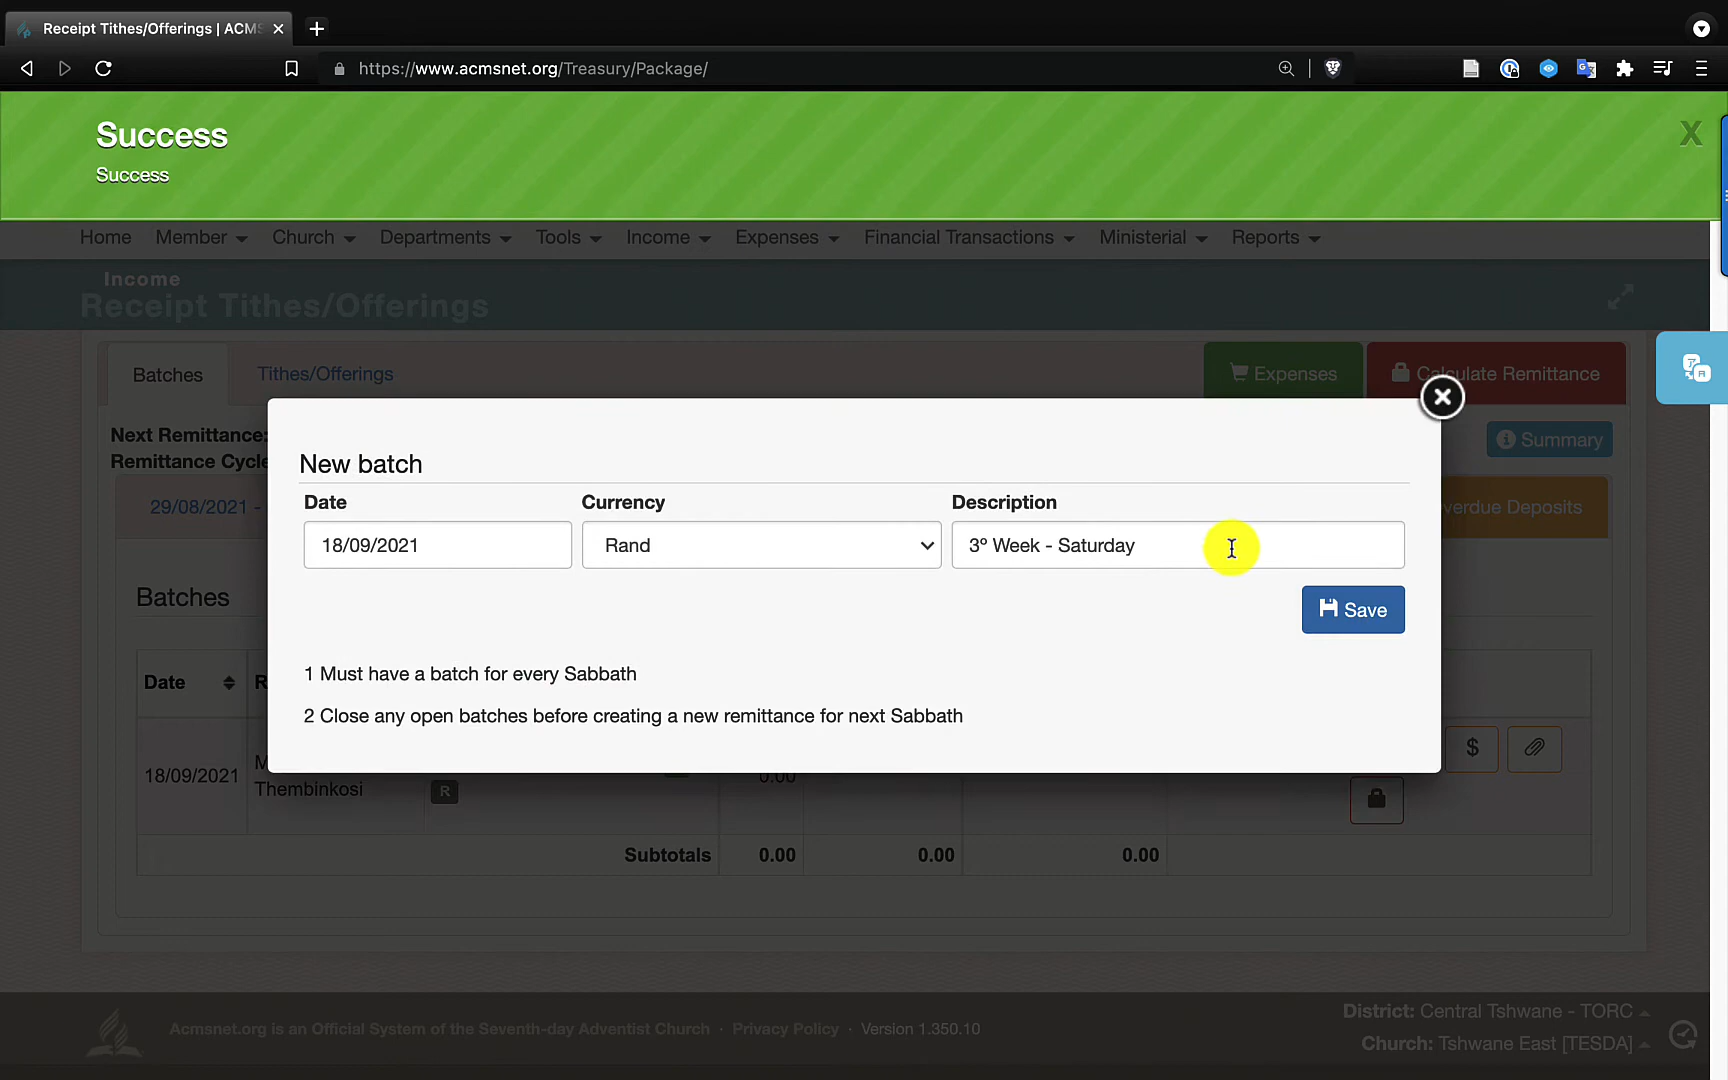 Receipt Tithes/Offerings | ACMS
https://www.acmsnet.org/Treasury/Package/
Success
Success
X
Home Member Church Departments Tools Income Expenses Financial Transactions Ministerial Reports
Income
Receipt Tithes/Offerings
Batches Tithes/Offerings Expenses Calculate Remittance
Next Remittance:
Remittance Cycle
Summary
29/08/2021 -
verdue Deposits
New batch
Date Currency Description
18/09/2021 Rand 3º Week - Saturday
Save
1 Must have a batch for every Sabbath
2 Close any open batches before creating a new remittance for next Sabbath
Batches
Date R
18/09/2021 M
Thembinkosi R
0.00
$
Subtotals 0.00 0.00 0.00
Acmsnet.org is an Official System of the Seventh-day Adventist Church · Privacy Policy · Version 1.350.10
District: Central Tshwane - TORC
Church: Tshwane East [TESDA]